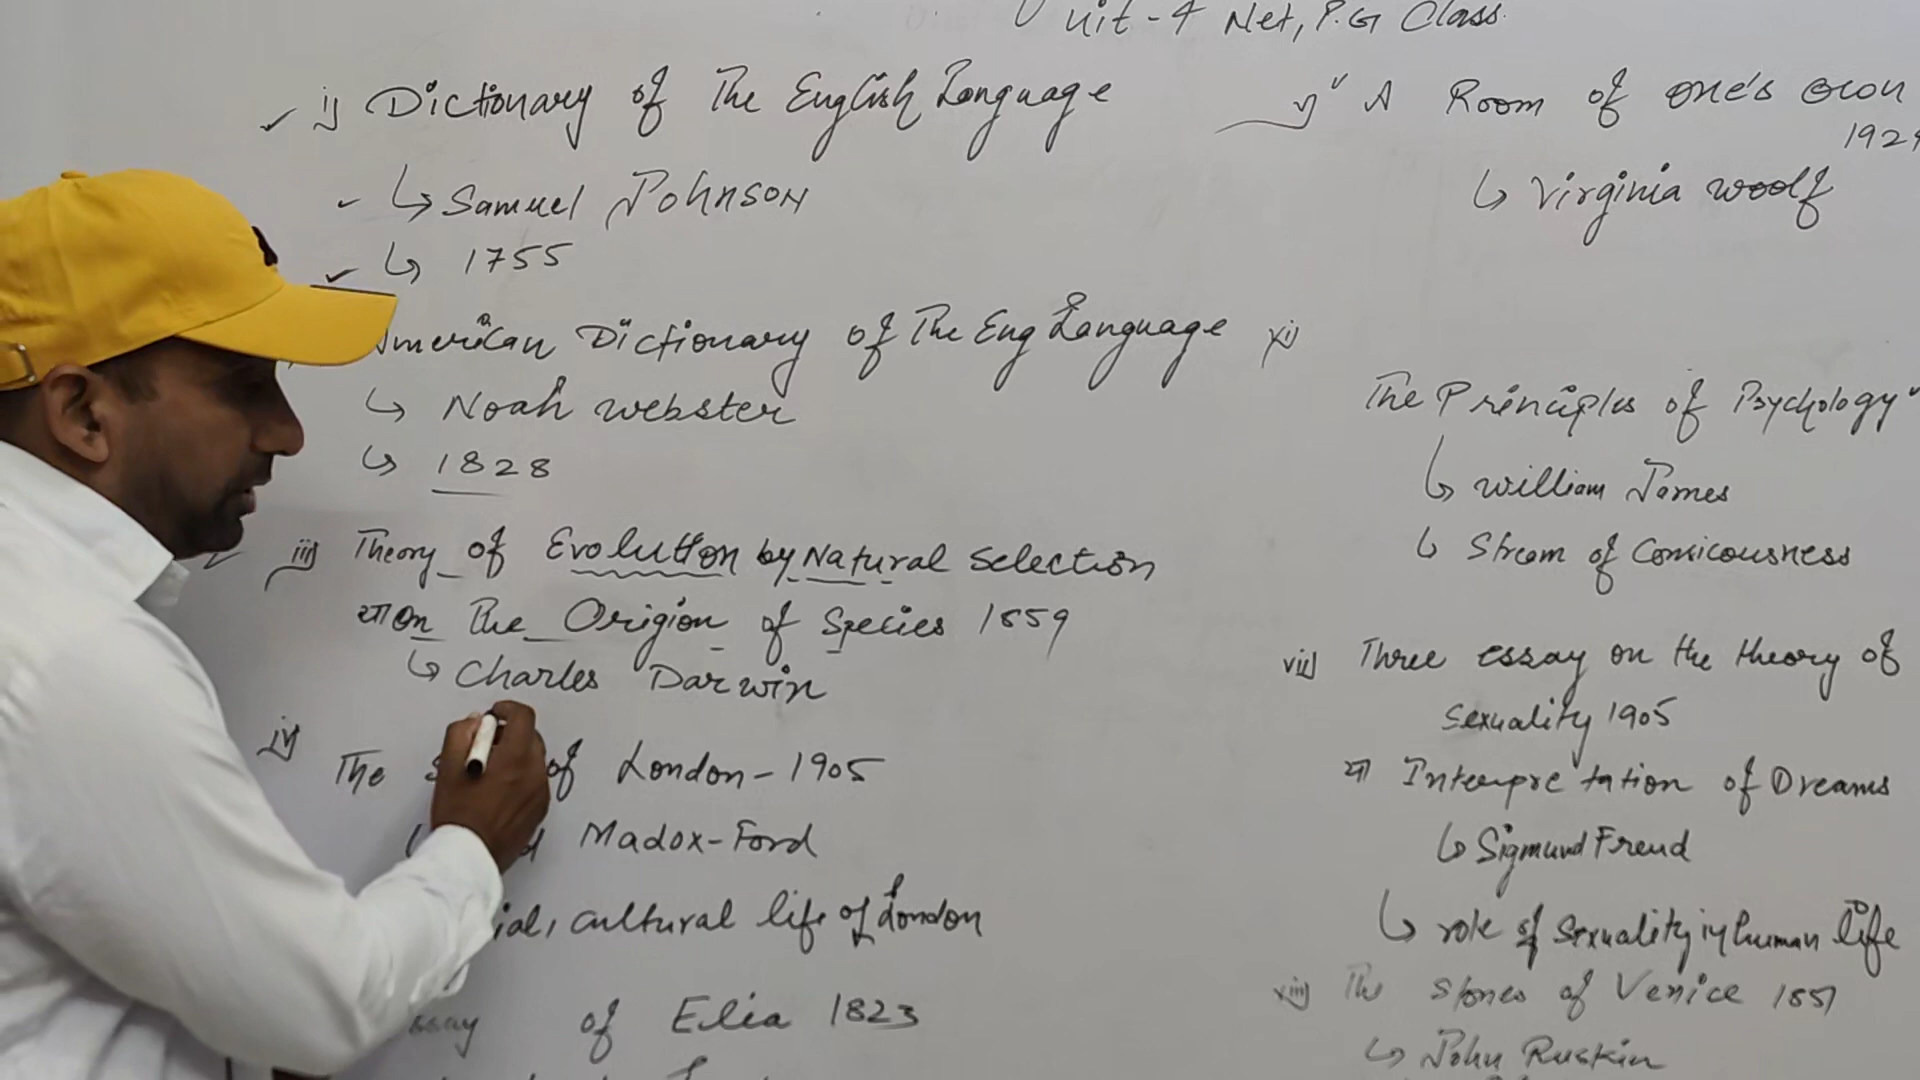 Unit-4 Net, P.G Class.
i) Dictionary of The English Language
↳ Samuel Johnson
↳ 1755
American Dictionary of The Eng Language
↳ Noah Webster
↳ 1828
iii) Theory of Evolution by Natural Selection
या On The Origion of Species 1859
↳ Charles Darwin
iv)
The of London - 1905
Madox-Ford
cultural life of London
of Elia 1823
v) A Room of one's own
↳ Virginia woolf
xi)
The Principles of Psychology"
↳ William James
↳ Stream of Consicousness
vii) Three essay on the theory of
Sexuality 1905
या Interpretation of Dreams
↳ Sigmund Freud
↳ role of Sexuality in human life
xiii) The Stones of Venice 1851
↳ John Ruskin